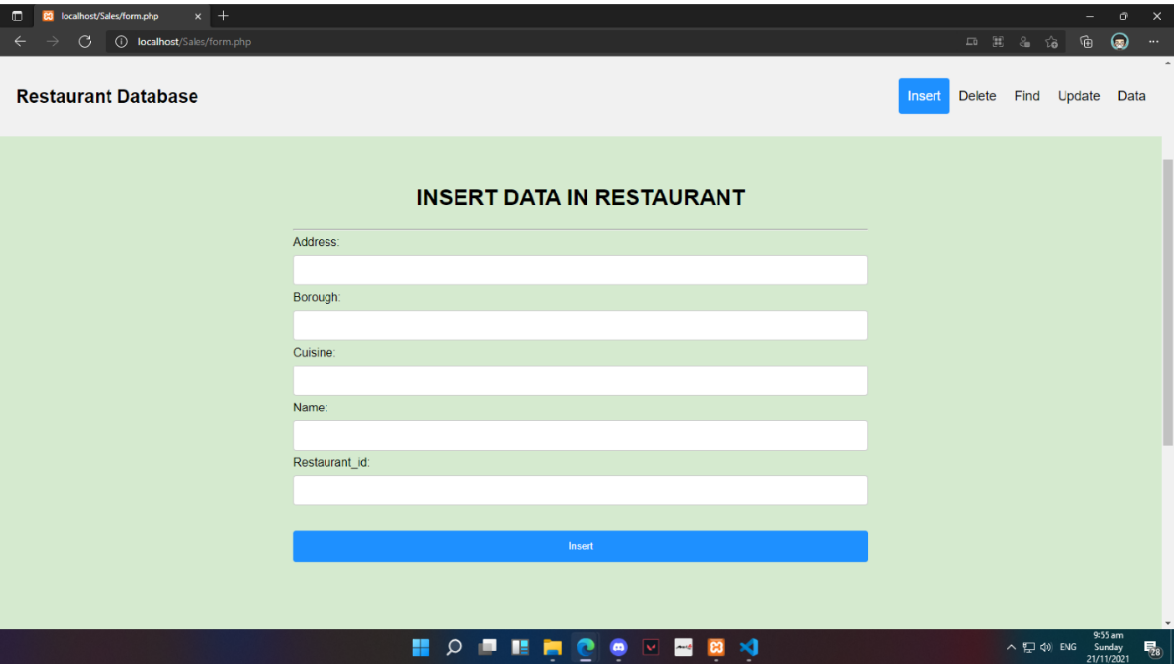 localhost/Sales/form.php
localhost/Sales/form.php
Restaurant Database
Insert Delete Find Update Data
INSERT DATA IN RESTAURANT
Address:
Borough:
Cuisine:
Name:
Restaurant_id:
Insert
9:55 am
ENG Sunday
21/11/2021
28